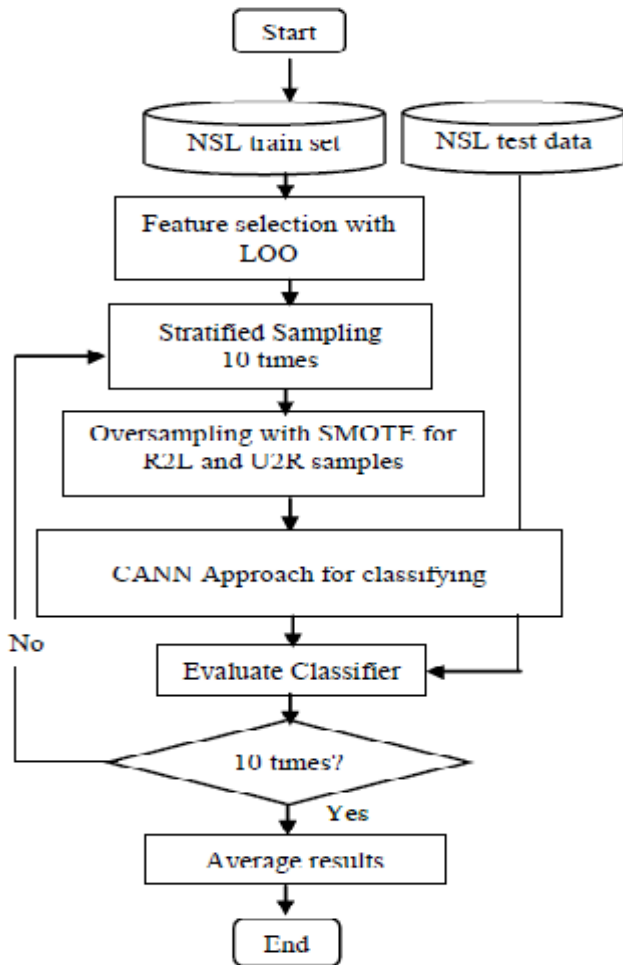 Start
NSL train set
NSL test data
Feature selection with
LOO
Stratified Sampling
10 times
Oversampling with SMOTE for
R2L and U2R samples
CANN Approach for classifying
No
Evaluate Classifier
10 times?
Yes
Average results
End